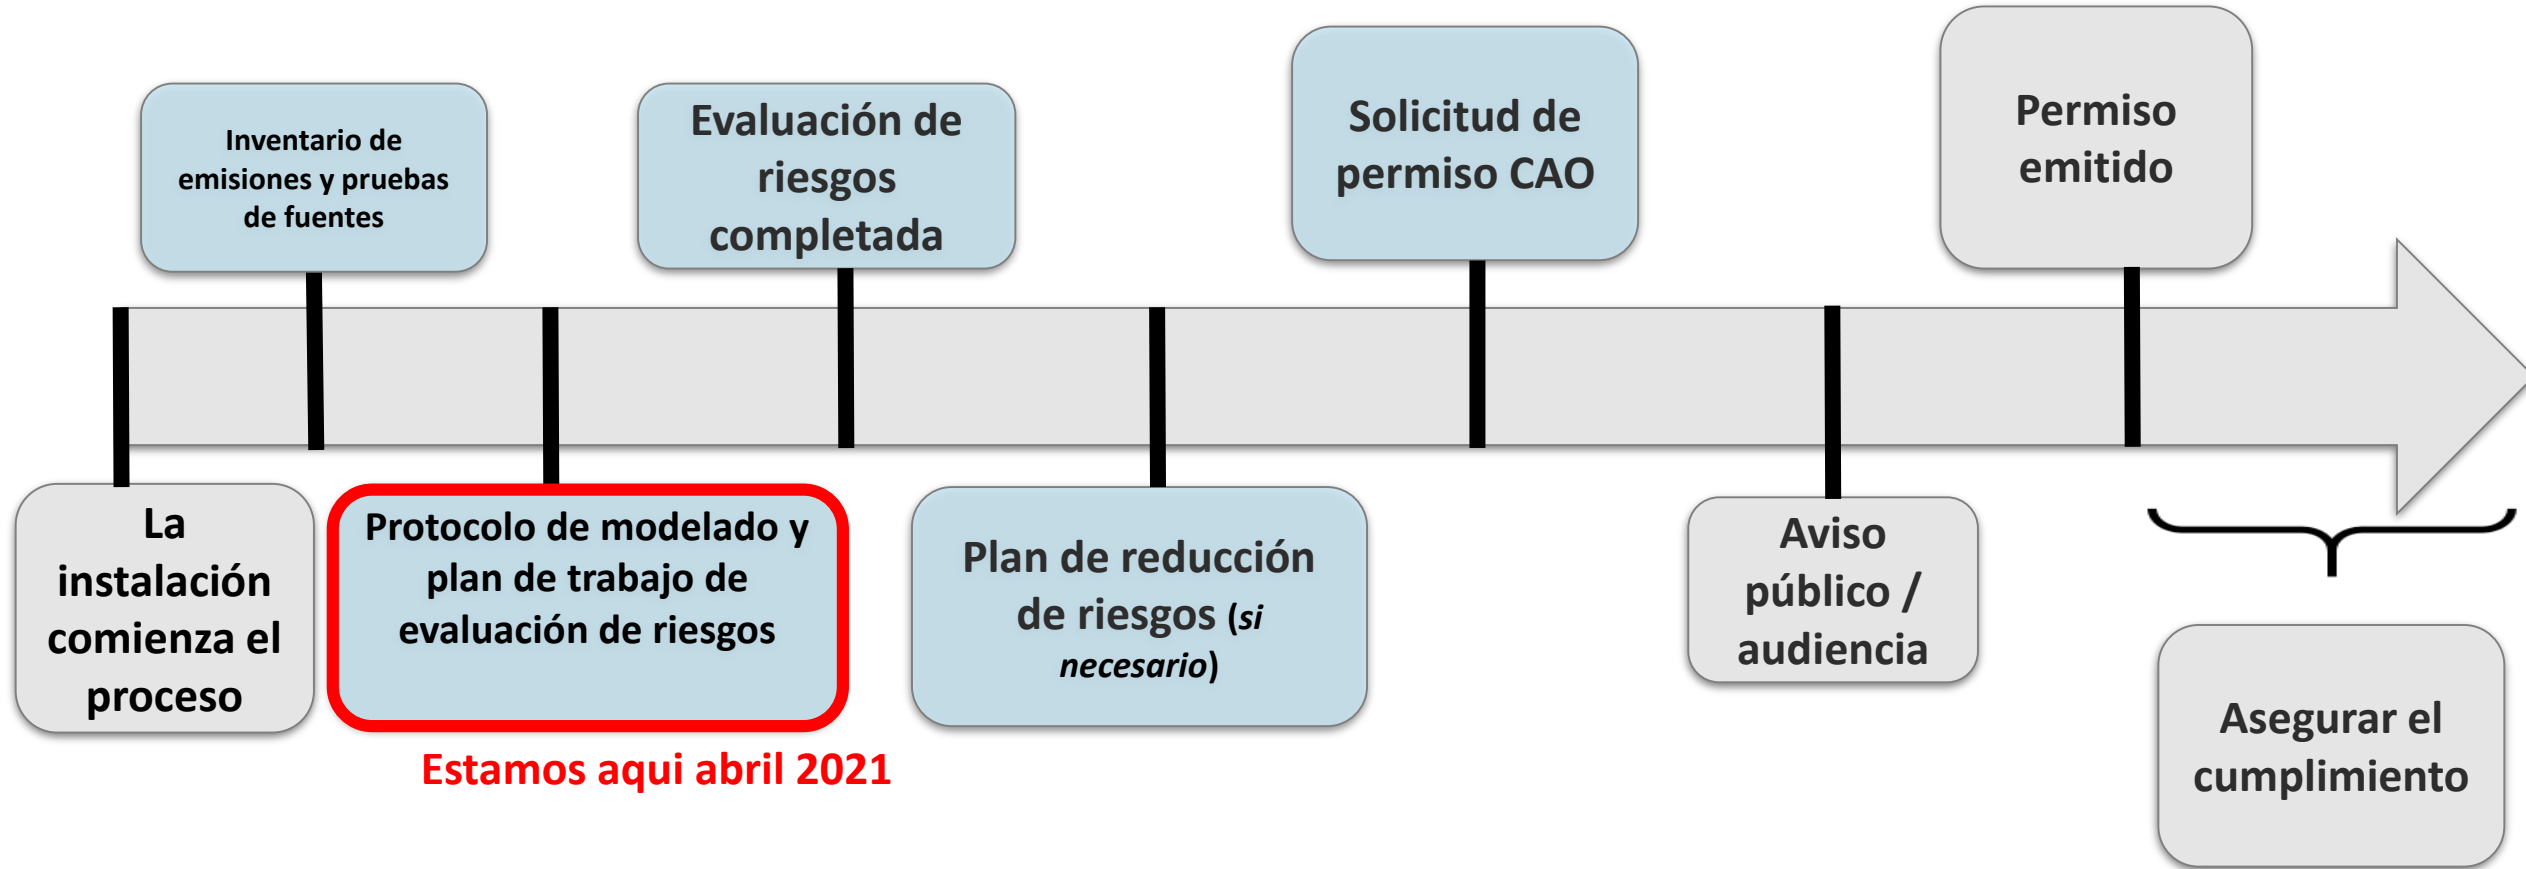 Inventario de
emisiones y pruebas
de fuentes
Evaluación de
riesgos
completada
Solicitud de
permiso CAO
Permiso
emitido
La
instalación
comienza el
proceso
Protocolo de modelado y
plan de trabajo de
evaluación de riesgos
Estamos aqui abril 2021
Plan de reducción
de riesgos (si
necesario)
Aviso
público /
audiencia
Asegurar el
cumplimiento